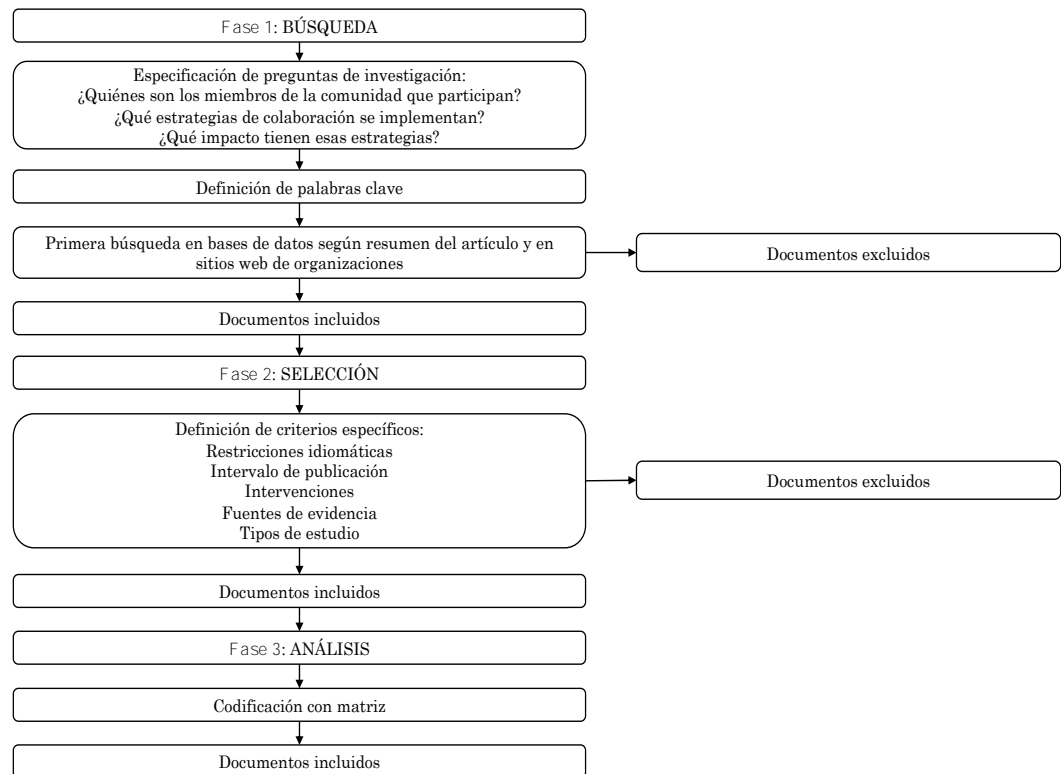 Fase 1: BÚSQUEDA
Especificación de preguntas de investigación:
¿Quiénes son los miembros de la comunidad que participan?
¿Qué estrategias de colaboración se implementan?
¿Qué impacto tienen esas estrategias?
Definición de palabras clave
Primera búsqueda en bases de datos según resumen del artículo y en
sitios web de organizaciones
Documentos excluidos
Documentos incluidos
Fase 2: SELECCIÓN
Definición de criterios específicos:
Restricciones idiomáticas
Intervalo de publicación
Intervenciones
Fuentes de evidencia
Tipos de estudio
Documentos excluidos
Documentos incluidos
Fase 3: ANÁLISIS
Codificación con matriz
Documentos incluidos